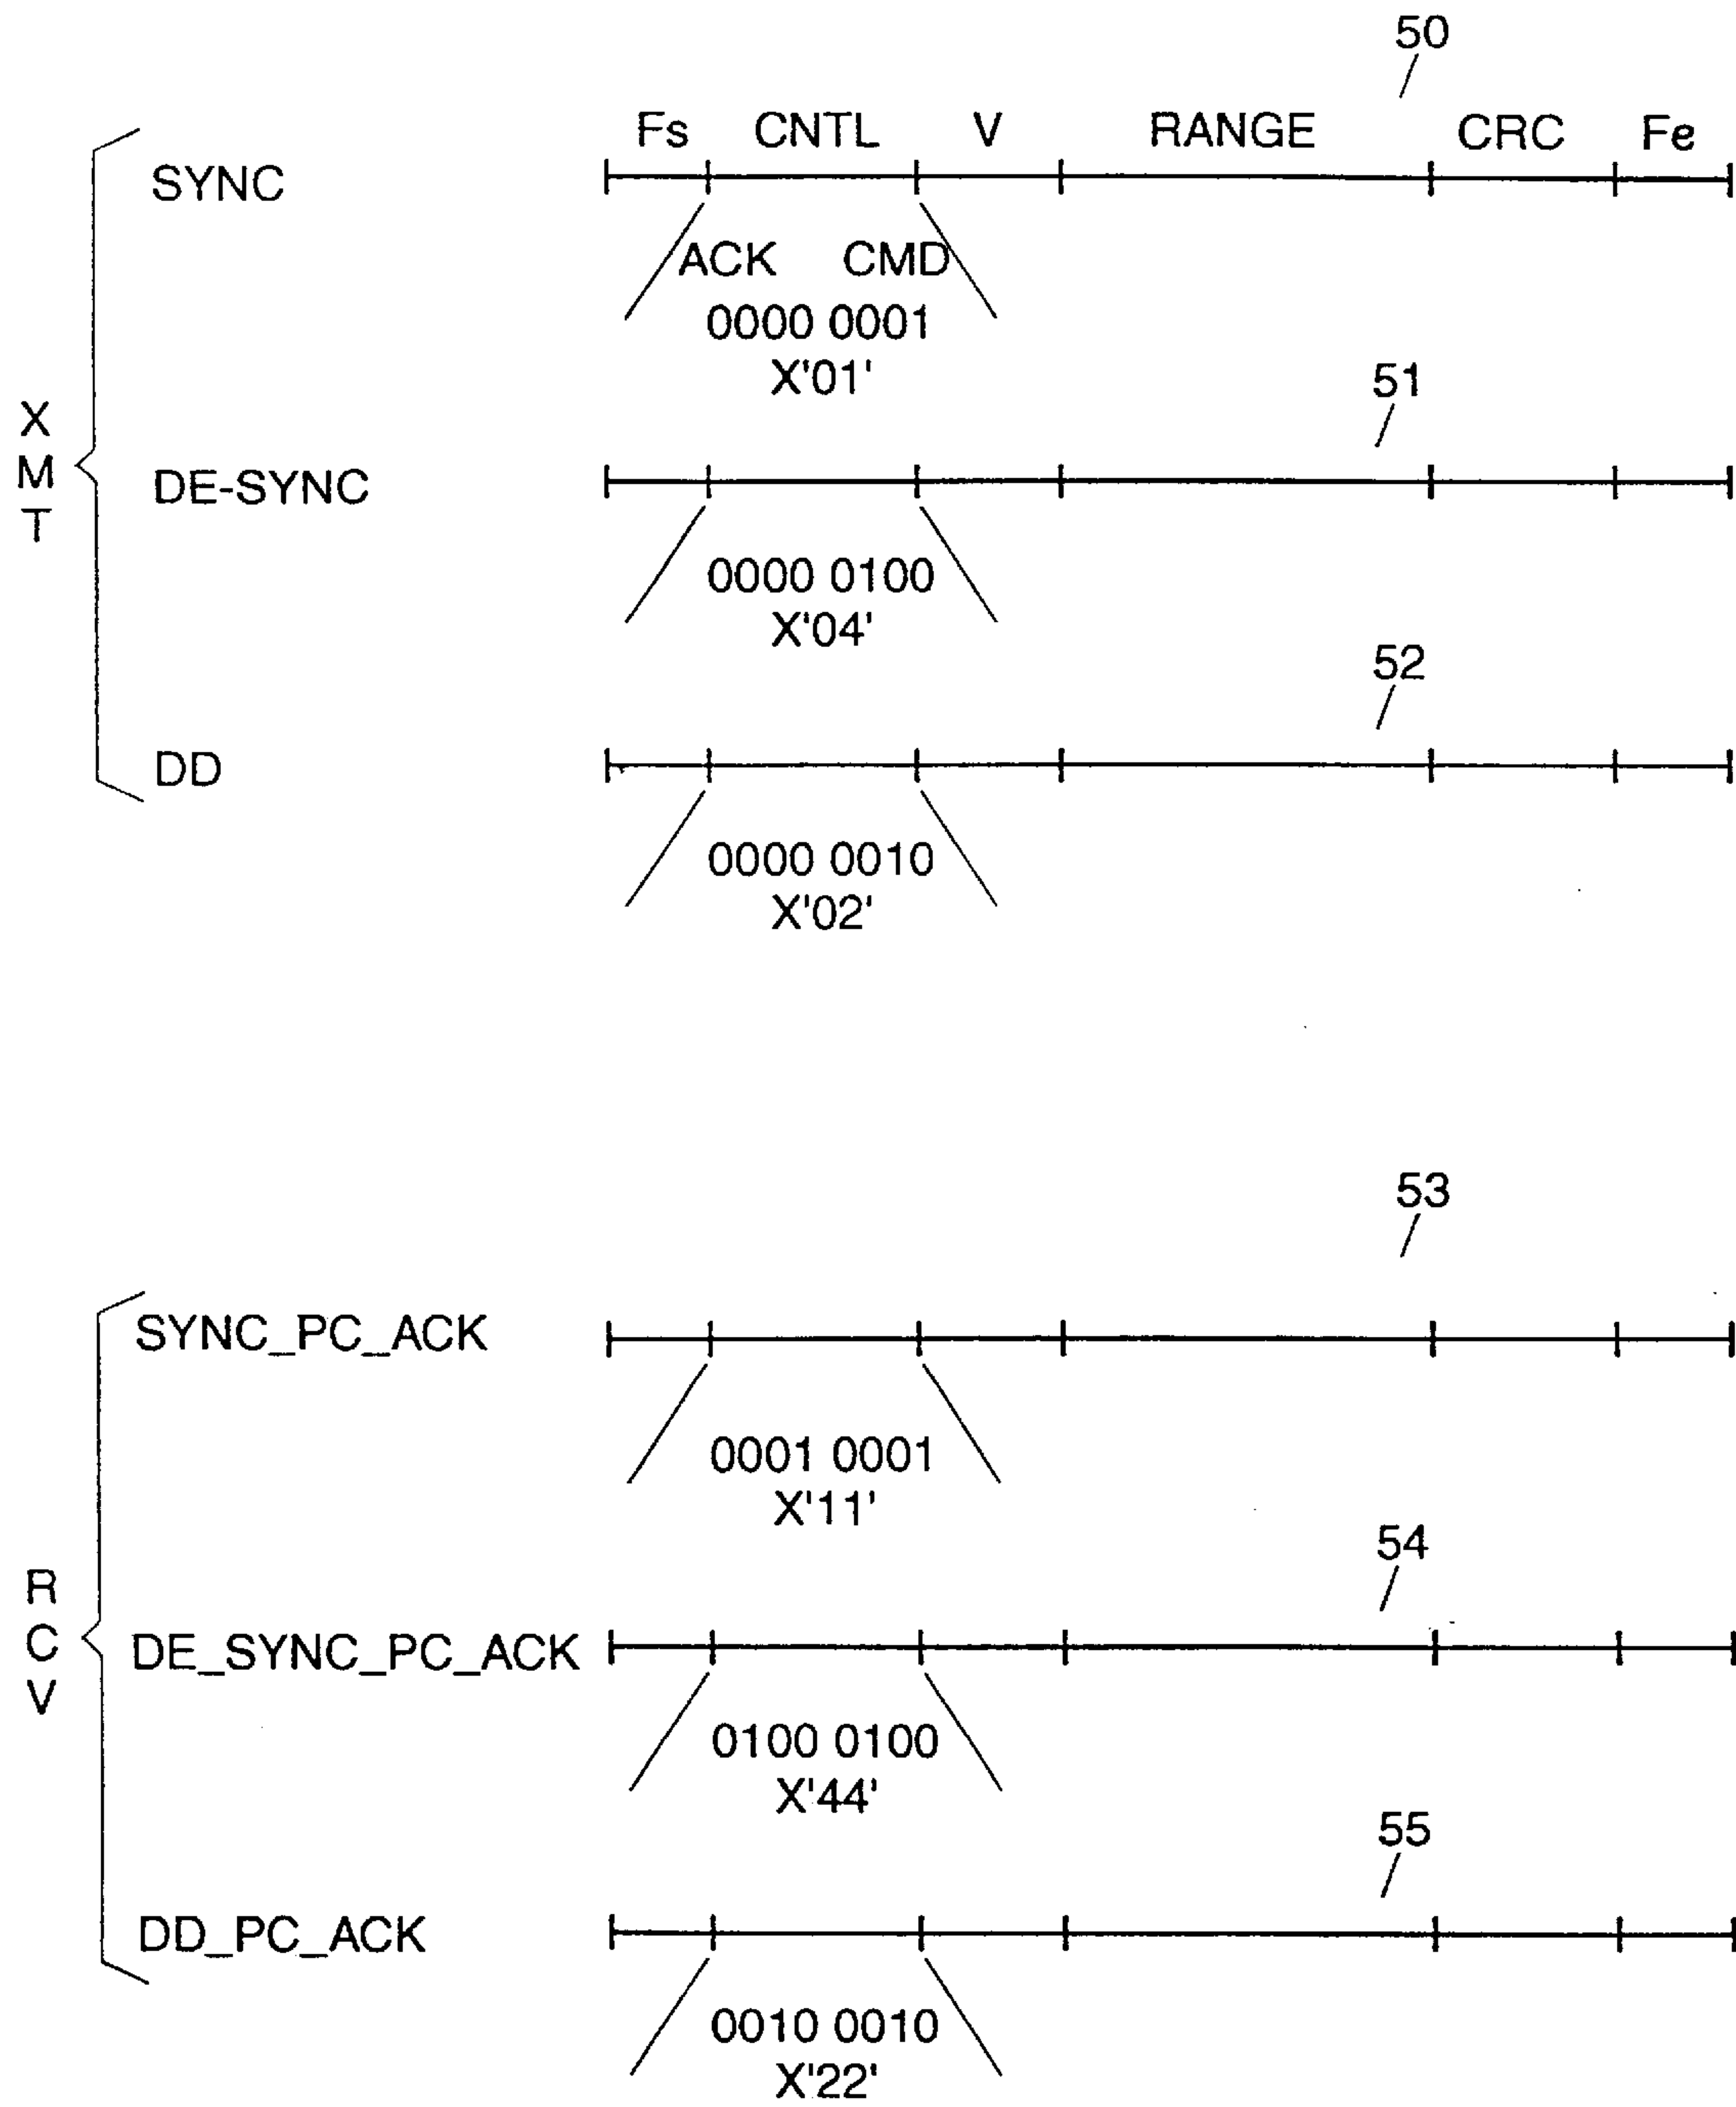 50
Fs CNTL V RANGE CRC Fe
SYNC
ACK CMD
0000 0001
X'01'
XMT
51
DE-SYNC
0000 0100
X'04'
52
DD
0000 0010
X'02'
53
SYNC_PC_ACK
0001 0001
X'11'
RCV
54
DE_SYNC_PC_ACK
0100 0100
X'44'
55
DD_PC_ACK
0010 0010
X'22'